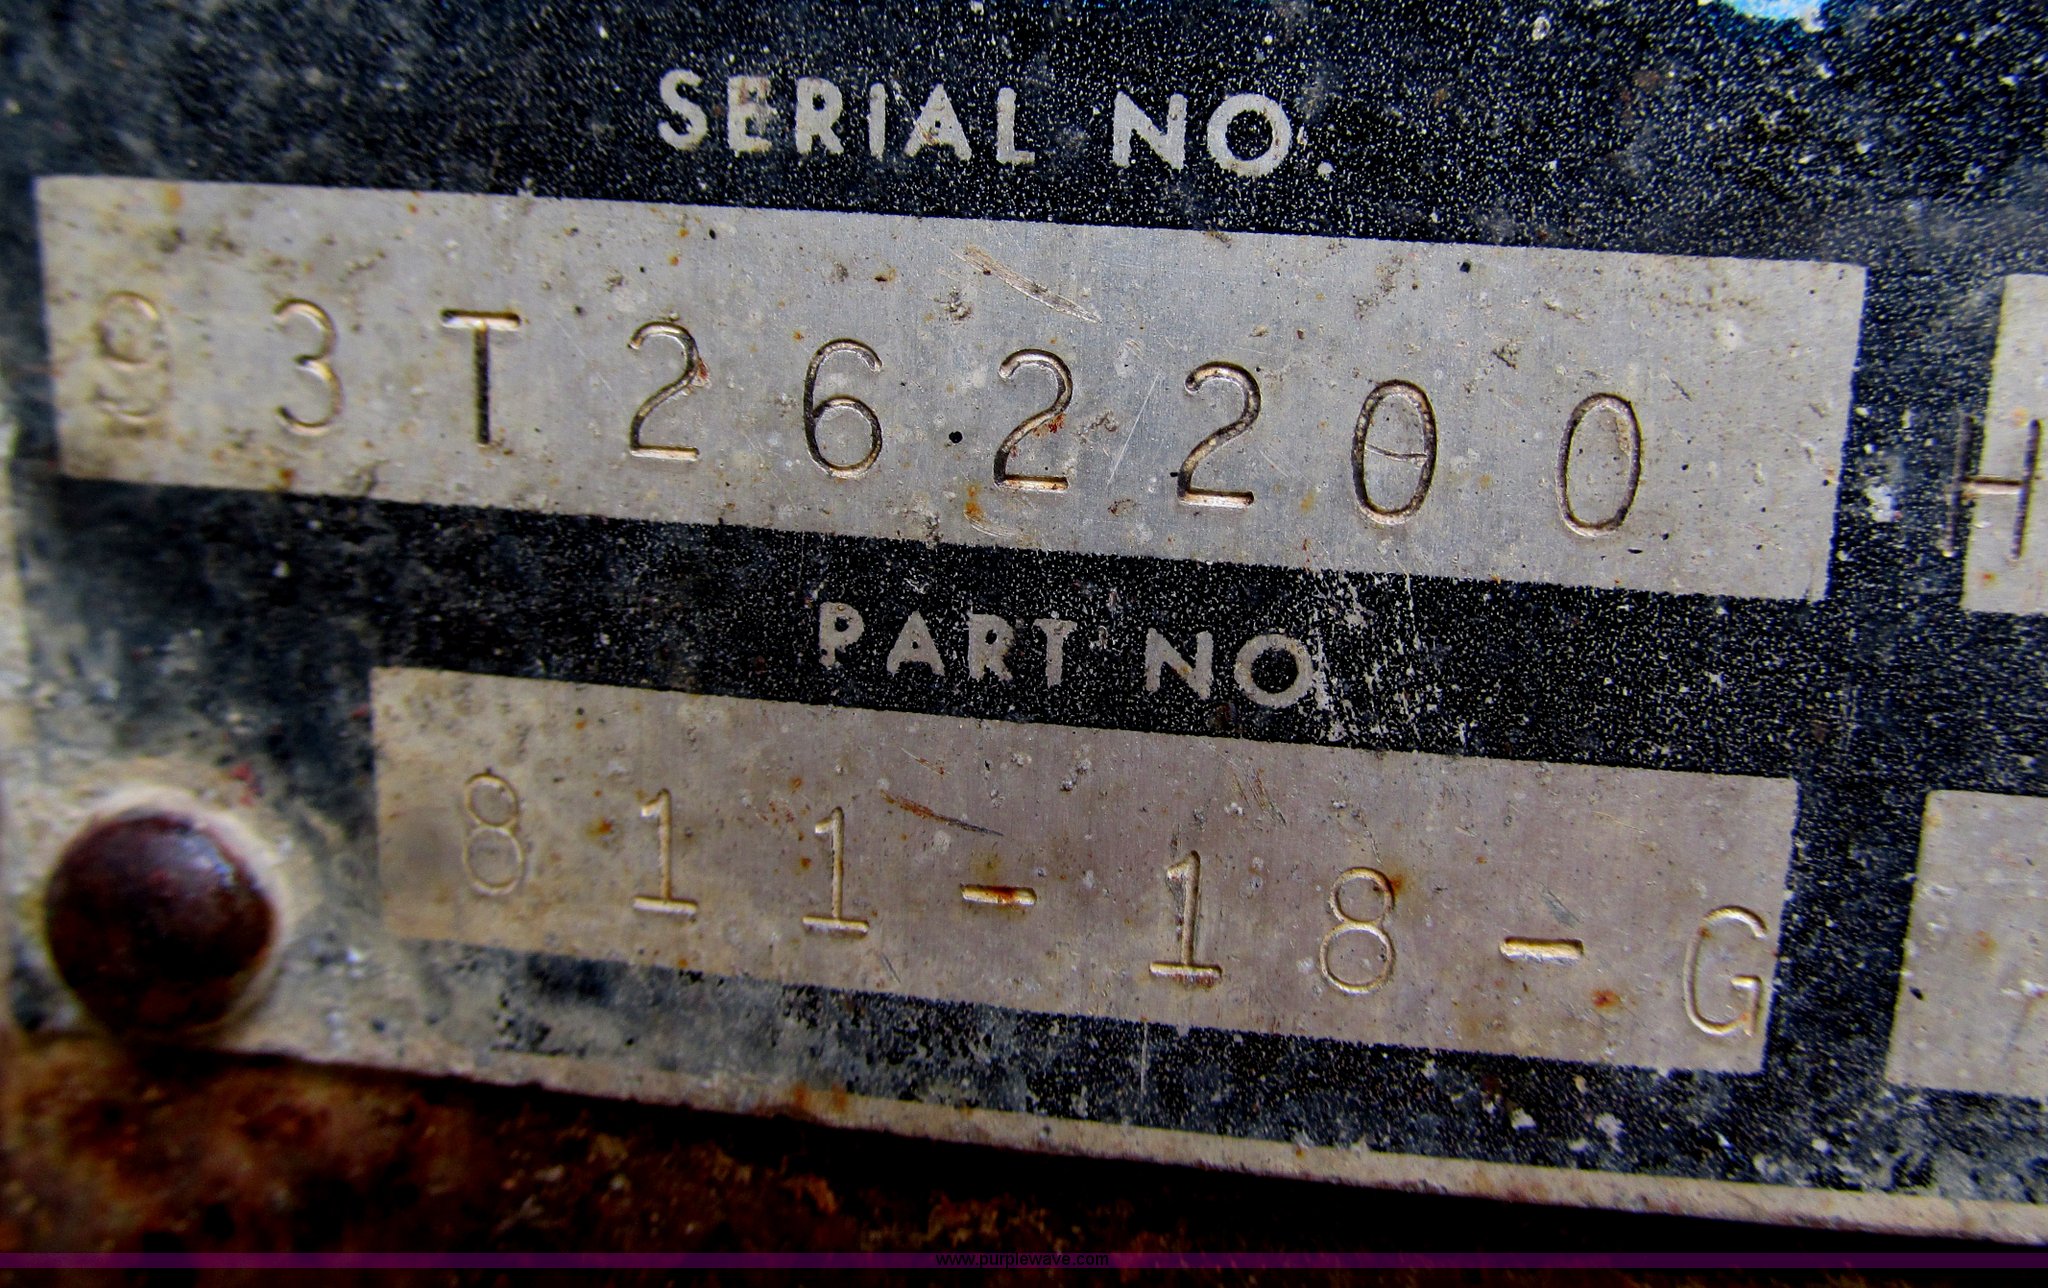 SERIAL NO.
93T262200 H
PART NO.
811-18-G
www.purplewave.com